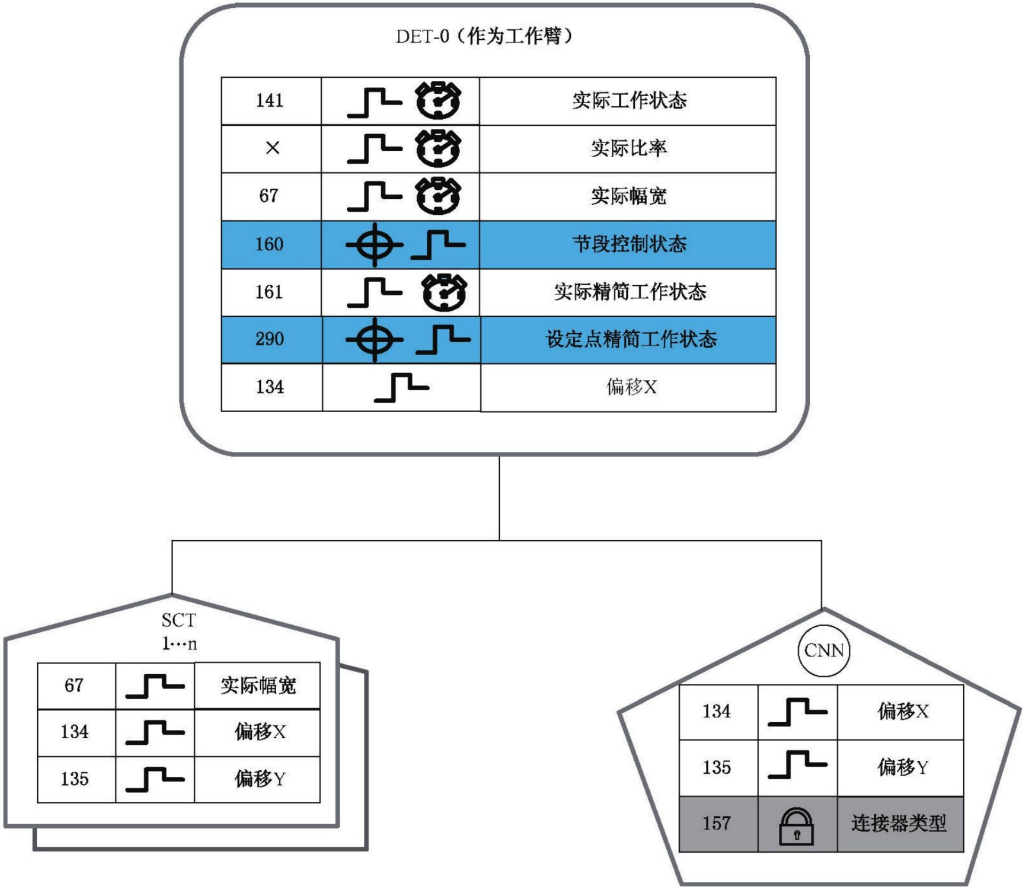 DET-0（作为工作臂）
141 实际工作状态
× 实际比率
67 实际幅宽
160 节段控制状态
161 实际精简工作状态
290 设定点精简工作状态
134 偏移X
SCT
1…n
67 实际幅宽
134 偏移X
135 偏移Y
CNN
134 偏移X
135 偏移Y
157 连接器类型